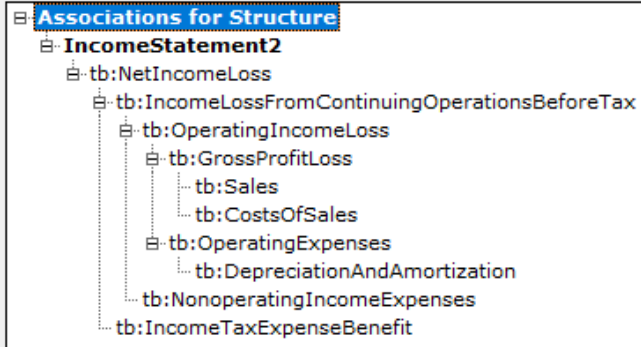 Associations for Structure
IncomeStatement2
tb:NetIncomeLoss
tb:IncomeLossFromContinuingOperationsBeforeTax
tb:OperatingIncomeLoss
tb:GrossProfitLoss
tb:Sales
tb:CostsOfSales
tb:OperatingExpenses
tb:DepreciationAndAmortization
tb:NonoperatingIncomeExpenses
tb:IncomeTaxExpenseBenefit